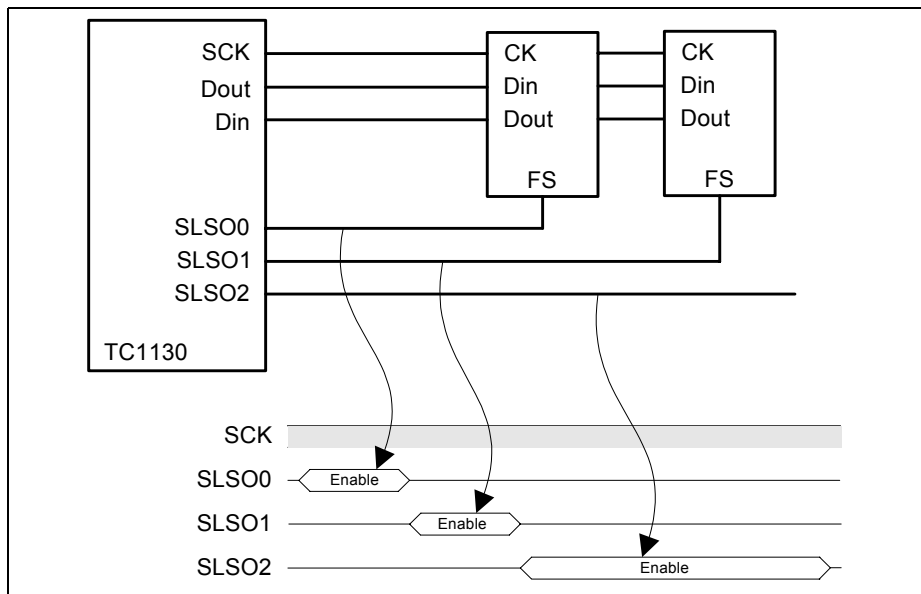 SCK CK CK
Dout Din Din
Din Dout Dout
FS FS
SLSO0
SLSO1
SLSO2
TC1130
SCK
SLSO0 Enable
SLSO1 Enable
SLSO2 Enable